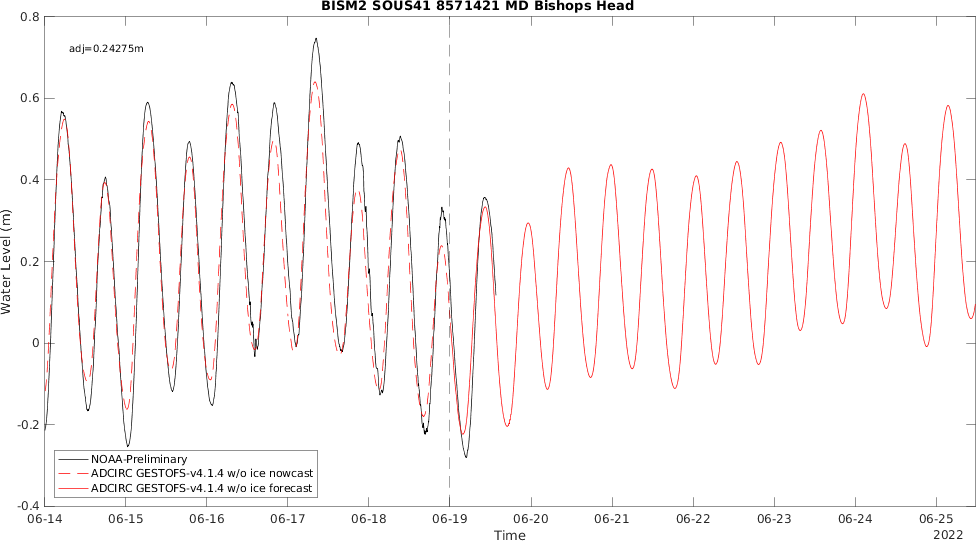 BISM2 SOUS41 8571421 MD Bishops Head
adj=0.24275m
Water Level (m)
0.8
0.6
0.4
0.2
0
-0.2
-0.4
NOAA-Preliminary
ADCIRC GESTOFS-v4.1.4 w/o ice nowcast
ADCIRC GESTOFS-v4.1.4 w/o ice forecast
06-14 06-15 06-16 06-17 06-18 06-19 06-20 06-21 06-22 06-23 06-24 06-25
Time
2022